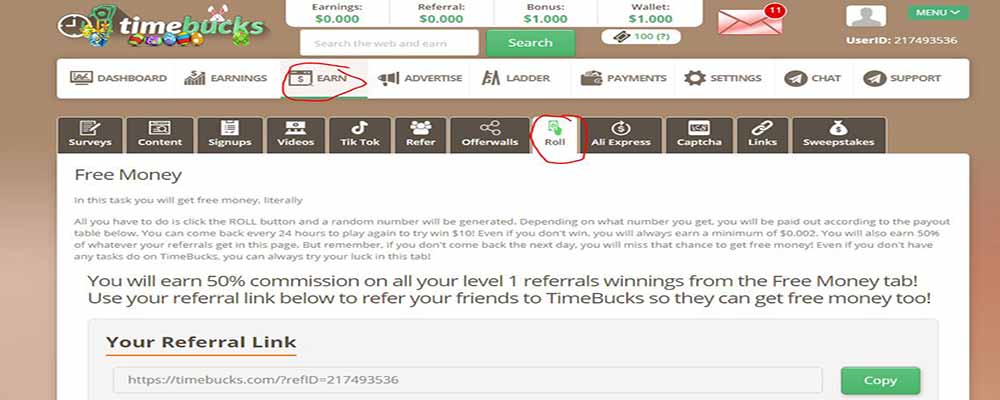 timebucks
Earnings: Referral: Bonus: Wallet:
$0.000 $0.000 $1.000 $1.000
11
MENU
Search the web and earn Search 100 (?)
UserID: 217493536
DASHBOARD EARNINGS EARN ADVERTISE LADDER PAYMENTS SETTINGS CHAT SUPPORT
Surveys Content Signups Videos Tik Tok Refer Offerwalls Roll Ali Express Captcha Links Sweepstakes
Free Money
In this task you will get free money, literally
All you have to do is click the ROLL button and a random number will be generated. Depending on what number you get, you will be paid out according to the payout
table below. You can come back every 24 hours to play again to try win $10! Even if you don't win, you will always earn a minimum of $0.002. You will also earn 50%
of whatever your referrals get in this page. But remember, if you don't come back the next day, you will miss that chance to get free money! Even if you don't have
any tasks do on TimeBucks, you can always try your luck in this tab!
You will earn 50% commission on all your level 1 referrals winnings from the Free Money tab!
Use your referral link below to refer your friends to TimeBucks so they can get free money too!
Your Referral Link
https://timebucks.com/?refID=217493536 Copy